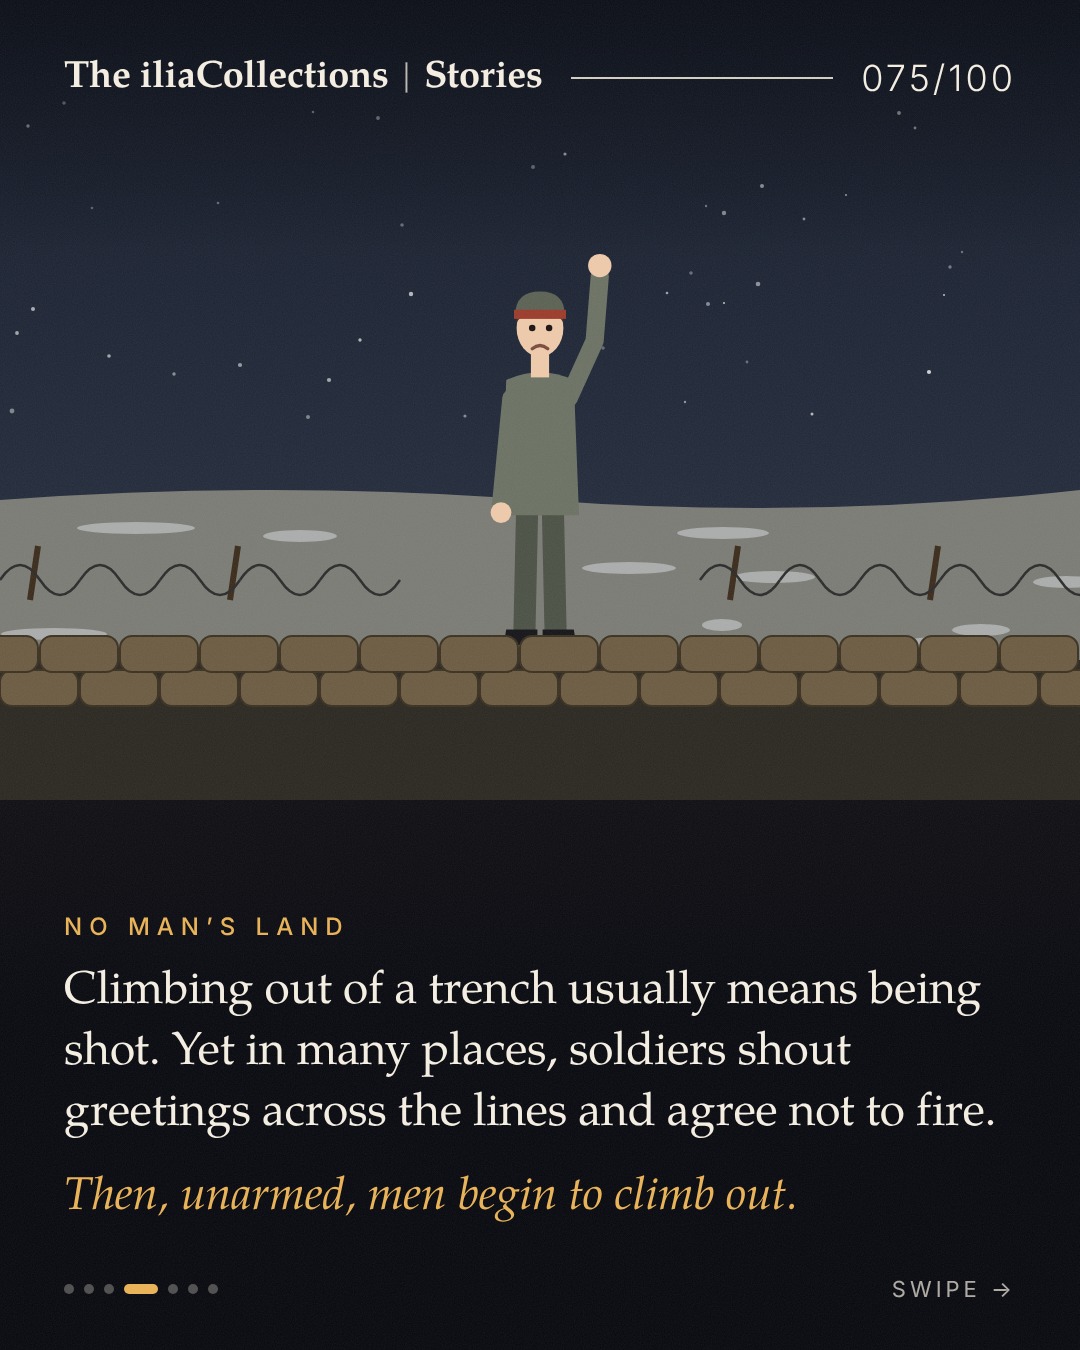 The iliaCollections | Stories 075/100
NO MAN’S LAND
Climbing out of a trench usually means being
shot. Yet in many places, soldiers shout
greetings across the lines and agree not to fire.
Then, unarmed, men begin to climb out.
SWIPE →